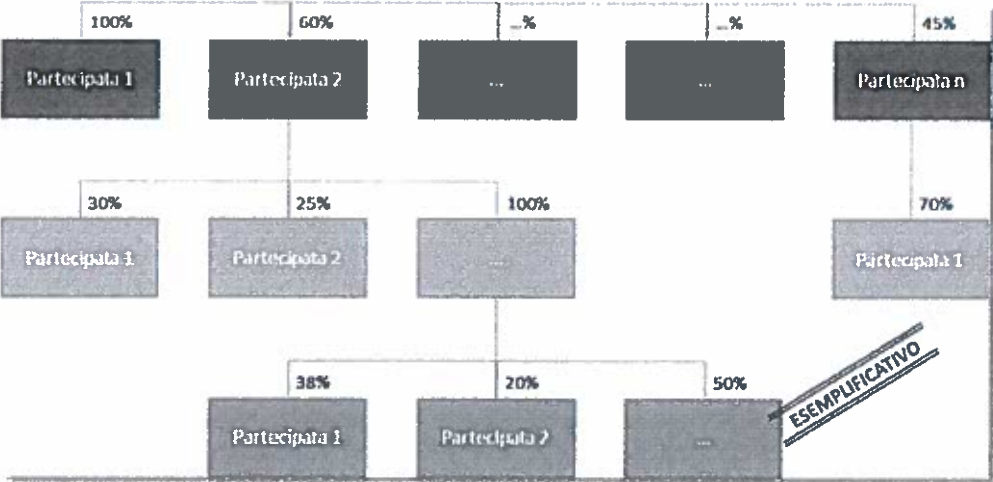 100%
60%
...%
...%
45%
Partecipata 1
Partecipata 2
...
...
Partecipata n
30%
25%
100%
70%
Partecipata 1
Partecipata 2
...
Partecipata 1
38%
20%
50%
ESEMPLIFICATIVO
Partecipata 1
Partecipata 2
...